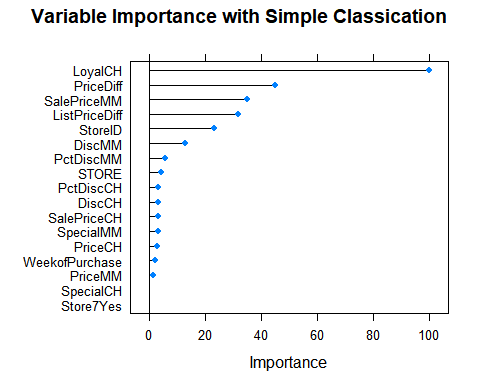 Variable Importance with Simple Classication
LoyalCH
PriceDiff
SalePriceMM
ListPriceDiff
StoreID
DiscMM
PctDiscMM
STORE
PctDiscCH
DiscCH
SalePriceCH
SpecialMM
PriceCH
WeekofPurchase
PriceMM
SpecialCH
Store7Yes
0 20 40 60 80 100
Importance